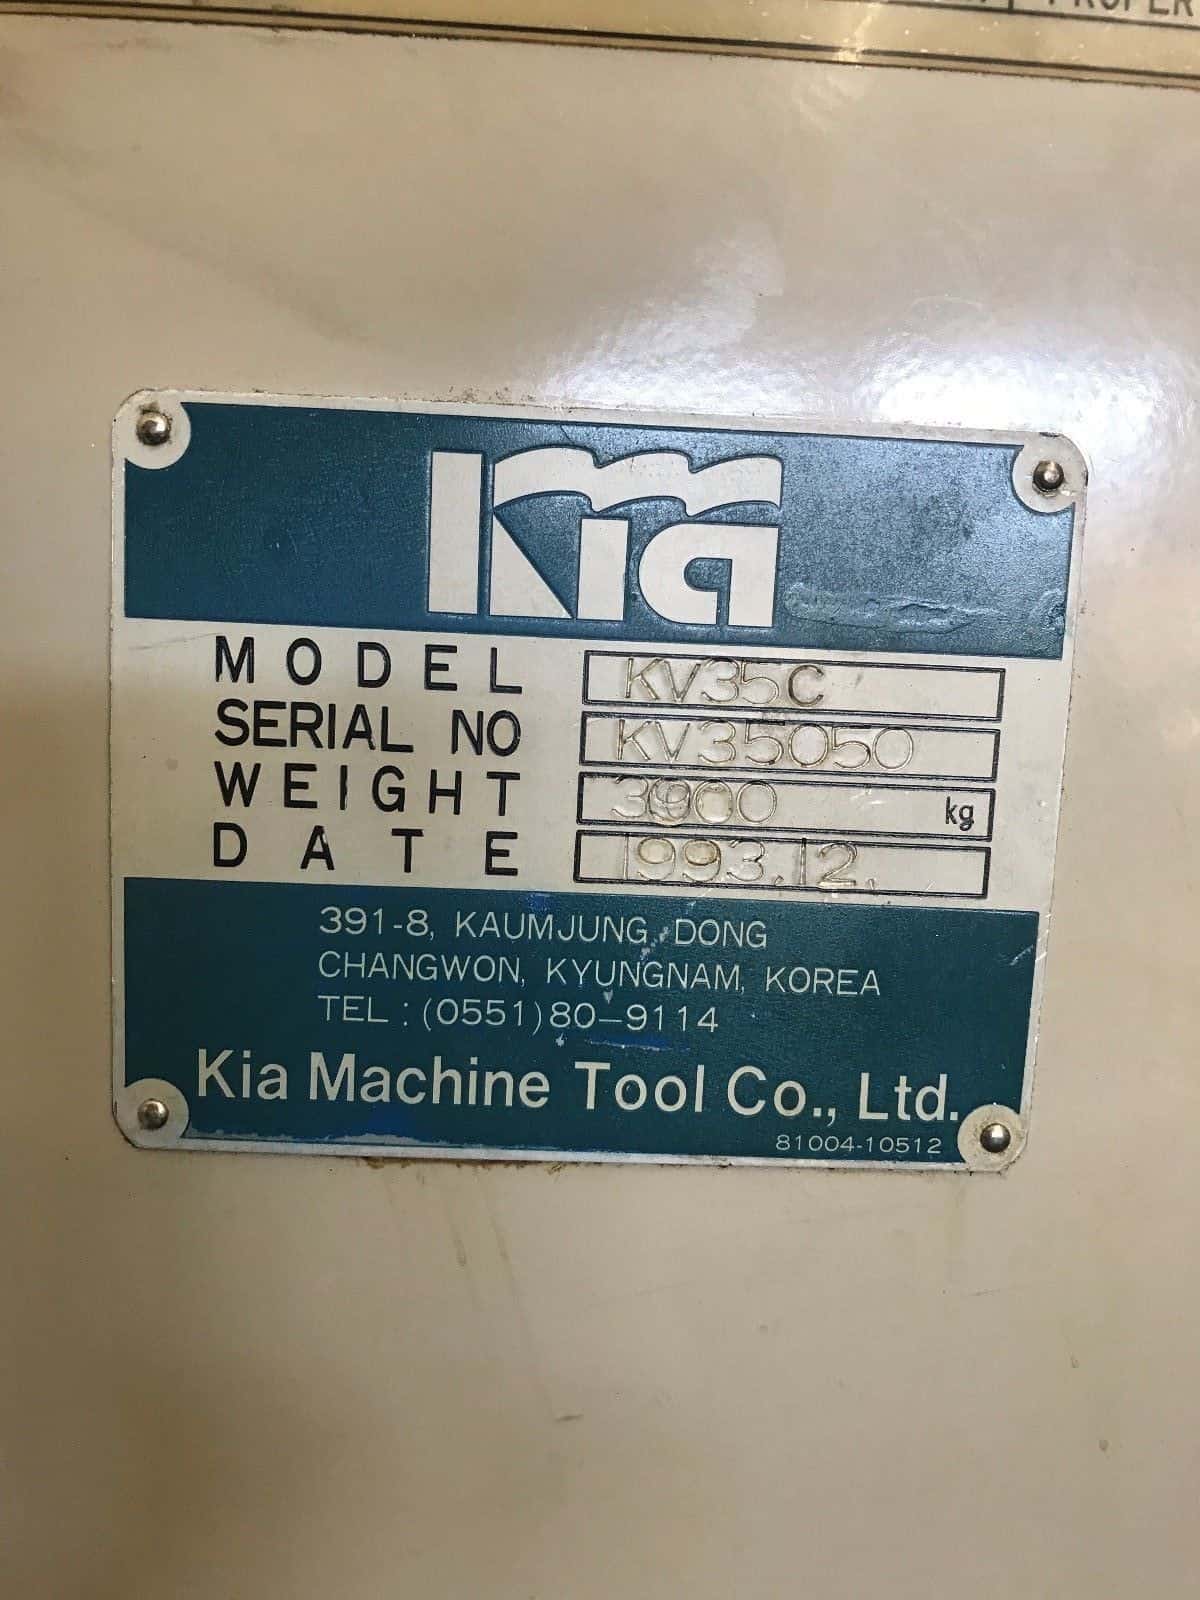 Kia
MODEL KV35C
SERIAL NO KV35050
WEIGHT 3900 kg
DATE 1993.12.
391-8, KAUMJUNG, DONG
CHANGWON, KYUNGNAM, KOREA
TEL : (0551)80-9114
Kia Machine Tool Co., Ltd.
81004-10512